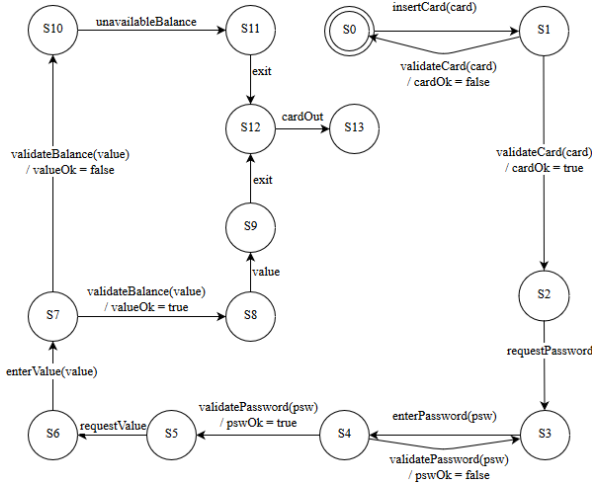 insertCard(card)
S10
unavailableBalance
S11
S0
S1
validateCard(card)
/ cardOk = false
exit
cardOut
S12
S13
validateBalance(value)
/ valueOk = false
validateCard(card)
/ cardOk = true
exit
S9
value
validateBalance(value)
/ valueOk = true
S2
S7
S8
requestPassword
enterValue(value)
validatePassword(psw)
/ pswOk = true
enterPassword(psw)
S6
requestValue
S5
S4
S3
validatePassword(psw)
/ pswOk = false